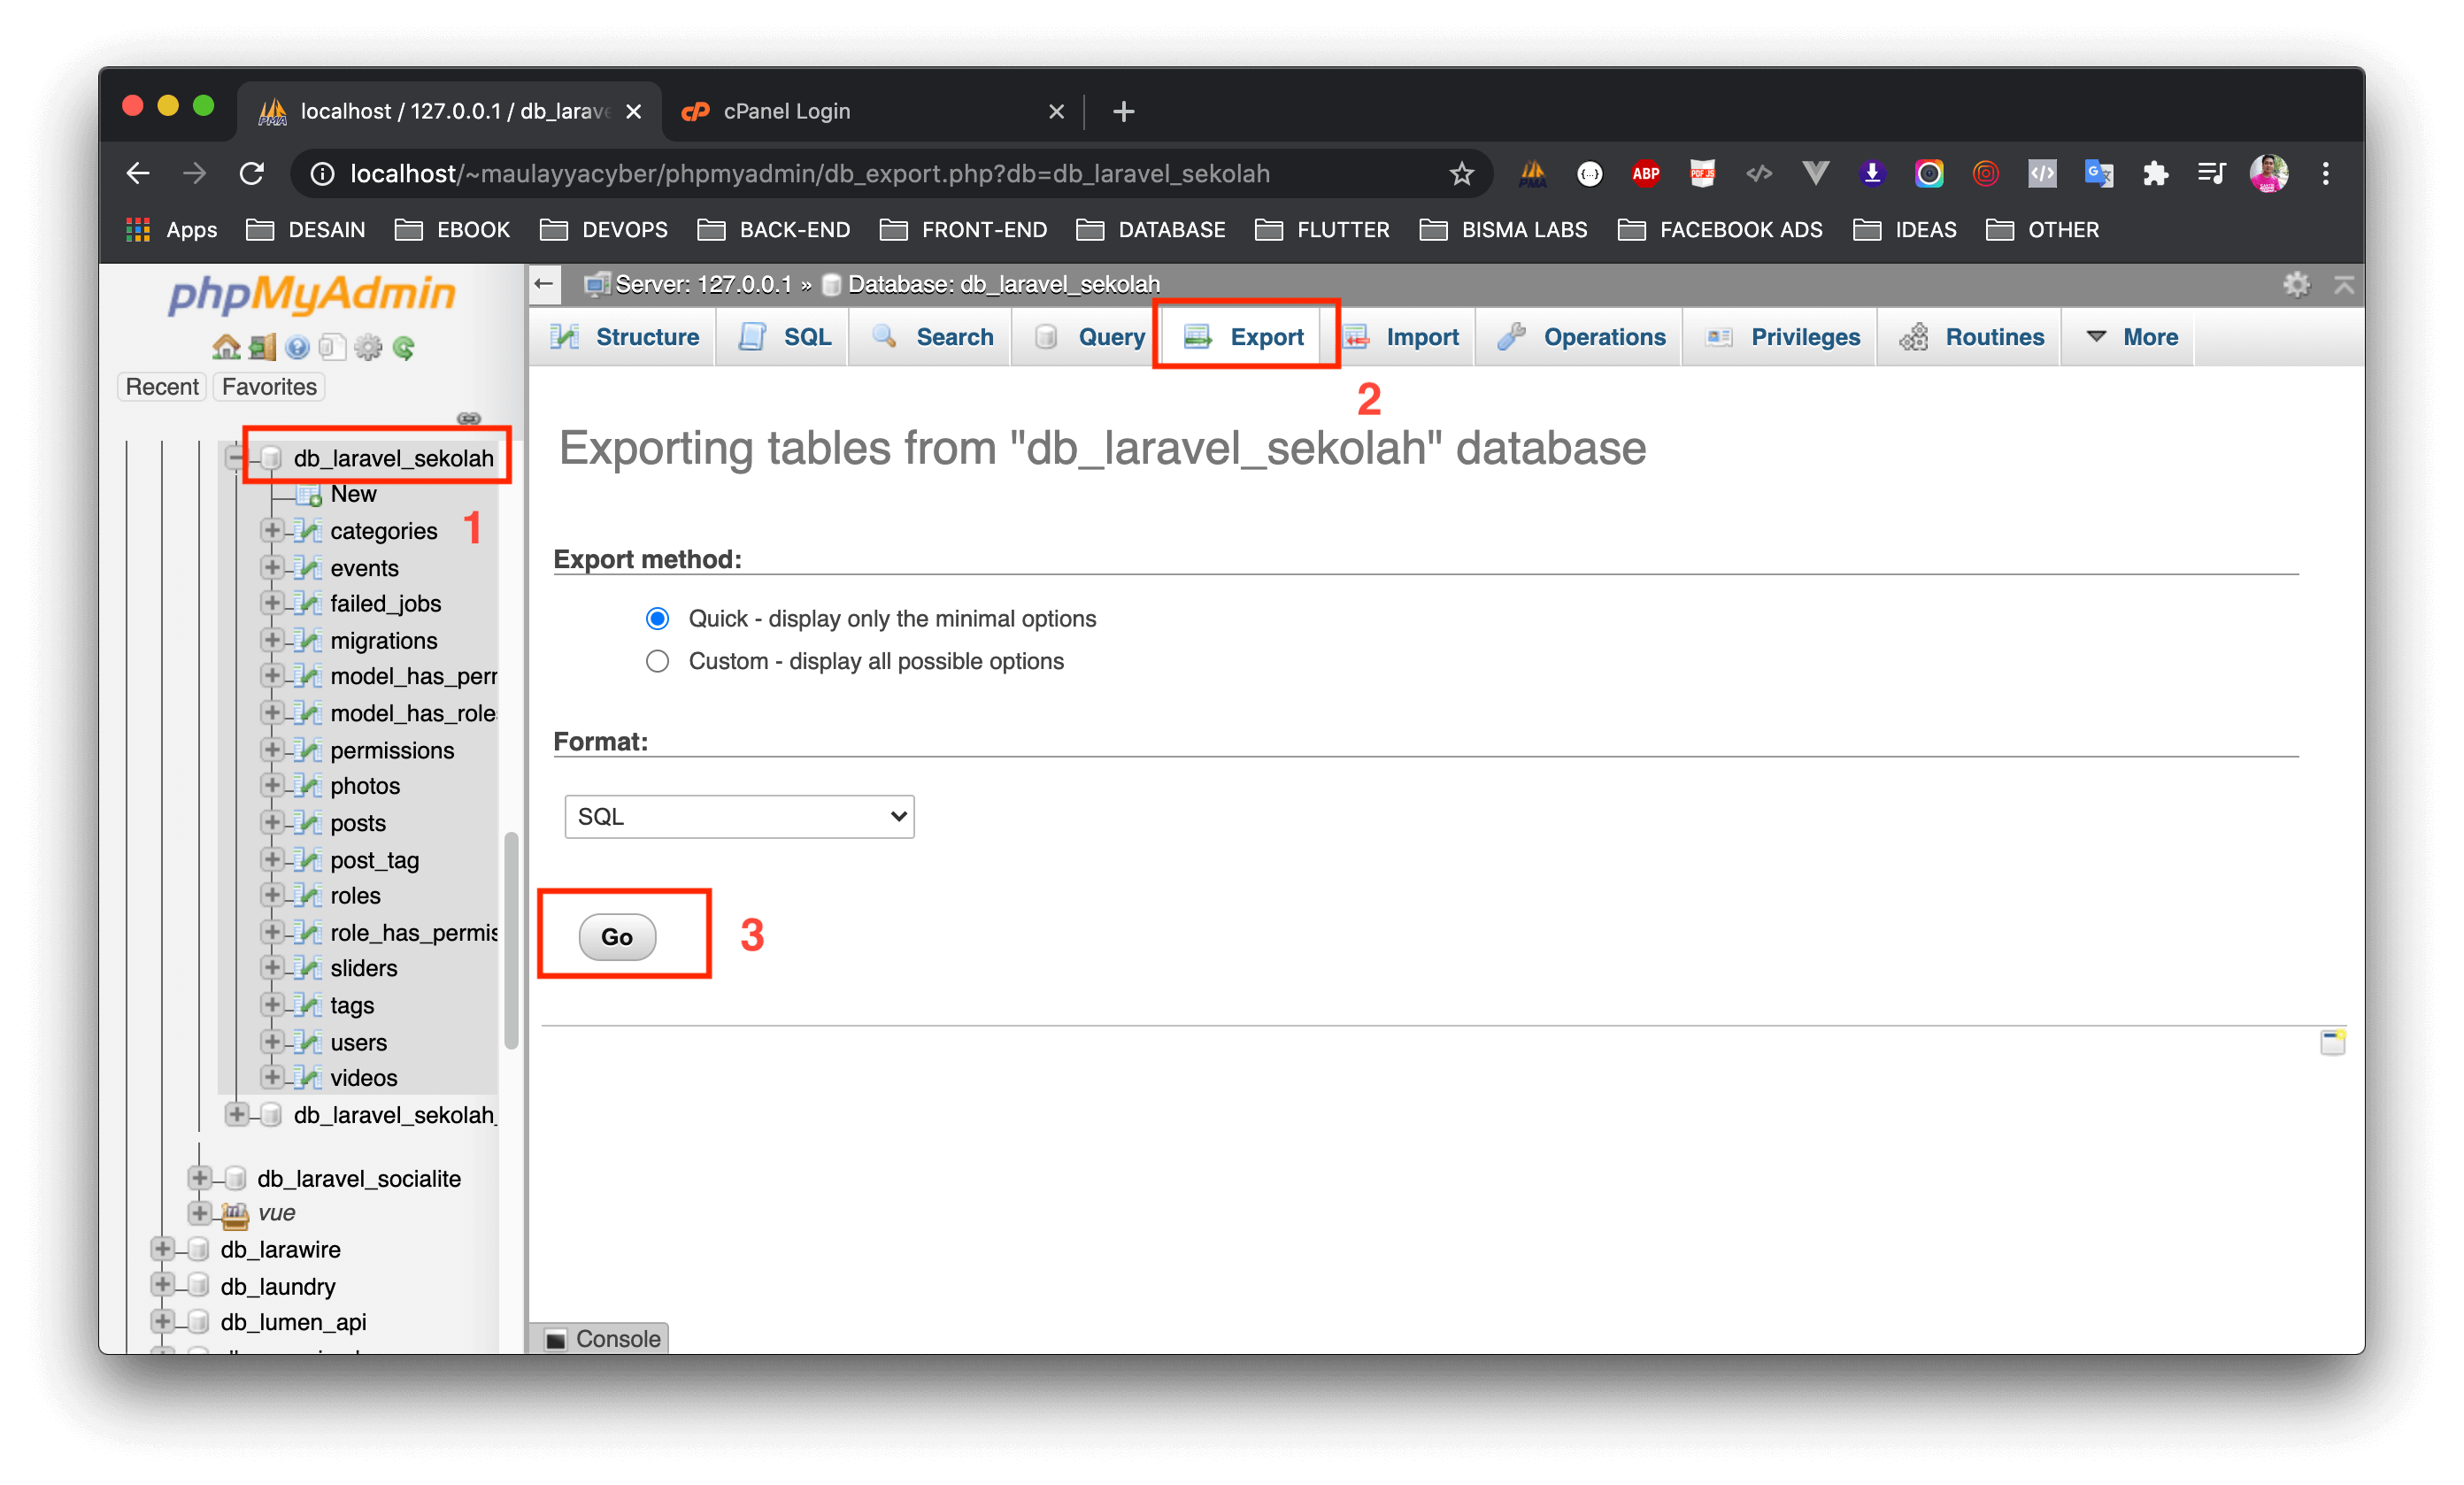 localhost / 127.0.0.1 / db_larave
cPanel Login
localhost/~maulayyacyber/phpmyadmin/db_export.php?db=db_laravel_sekolah
ABP
PDF JS
Apps
DESAIN
EBOOK
DEVOPS
BACK-END
FRONT-END
DATABASE
FLUTTER
BISMA LABS
FACEBOOK ADS
IDEAS
OTHER
phpMyAdmin
Recent
Favorites
db_laravel_sekolah
New
1
categories
events
failed_jobs
migrations
model_has_perr
model_has_role
permissions
photos
posts
post_tag
roles
role_has_permis
sliders
tags
users
videos
db_laravel_sekolah_
db_laravel_socialite
vue
db_larawire
db_laundry
db_lumen_api
Server: 127.0.0.1 » Database: db_laravel_sekolah
Structure
SQL
Search
Query
Export
Import
Operations
Privileges
Routines
More
2
Exporting tables from "db_laravel_sekolah" database
Export method:
Quick - display only the minimal options
Custom - display all possible options
Format:
SQL
Go
3
Console